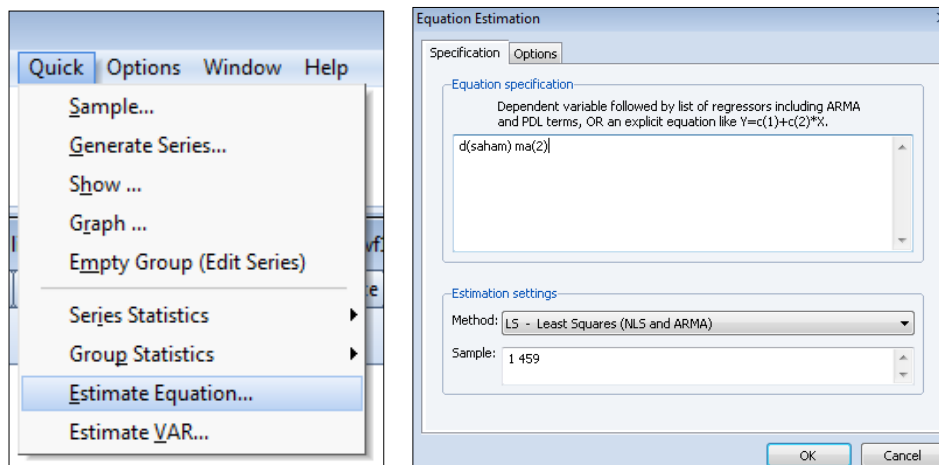 Quick Options Window Help
Sample...
Generate Series...
Show ...
Graph ...
Empty Group (Edit Series)
Series Statistics
Group Statistics
Estimate Equation...
Estimate VAR...
Equation Estimation
Specification Options
Equation specification
Dependent variable followed by list of regressors including ARMA
and PDL terms, OR an explicit equation like Y=c(1)+c(2)*X.
d(saham) ma(2)
Estimation settings
Method: LS - Least Squares (NLS and ARMA)
Sample: 1 459
OK Cancel